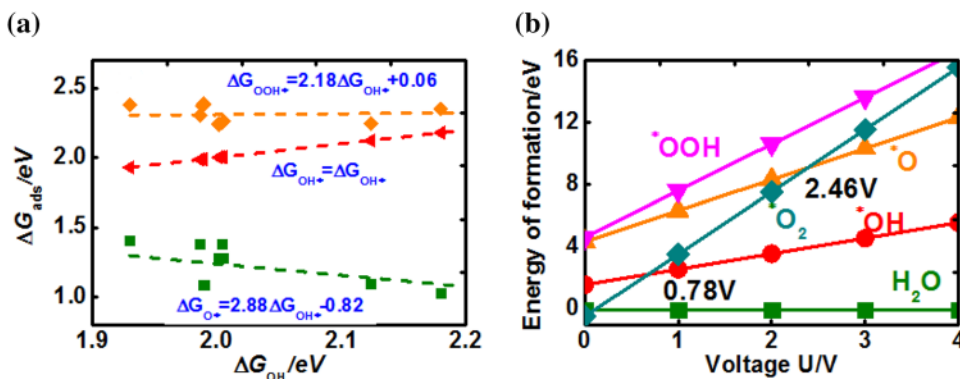 (a)
ΔG_OOH*=2.18ΔG_OH*+0.06
ΔG_OH*=ΔG_OH*
ΔG_O*=2.88ΔG_OH*-0.82
ΔG_ads/eV
2.5
2.0
1.5
1.0
1.9
2.0
2.1
2.2
ΔG_OH/eV
(b)
Energy of formation/eV
16
12
8
4
0
*OOH
*O
2.46V
*O₂
*OH
0.78V
H₂O
0
1
2
3
4
Voltage U/V